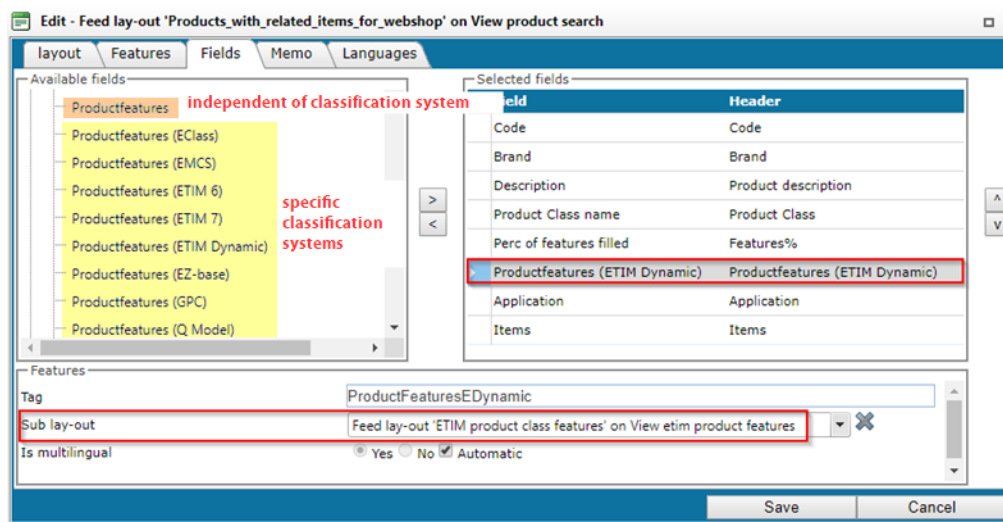 Edit - Feed lay-out 'Products_with_related_items_for_webshop' on View product search
layout Features Fields Memo Languages
Available fields
Productfeatures
independent of classification system
Productfeatures (EClass)
Productfeatures (EMCS)
Productfeatures (ETIM 6)
Productfeatures (ETIM 7)
Productfeatures (ETIM Dynamic)
Productfeatures (EZ-base)
Productfeatures (GPC)
Productfeatures (Q Model)
specific
classification
systems
>
<
Selected fields
ield Header
Code Code
Brand Brand
Description Product description
Product Class name Product Class
Perc of features filled Features%
Productfeatures (ETIM Dynamic) Productfeatures (ETIM Dynamic)
Application Application
Items Items
^
v
Features
Tag ProductFeaturesEDynamic
Sub lay-out Feed lay-out 'ETIM product class features' on View etim product features
Is multilingual Yes No Automatic
Save Cancel